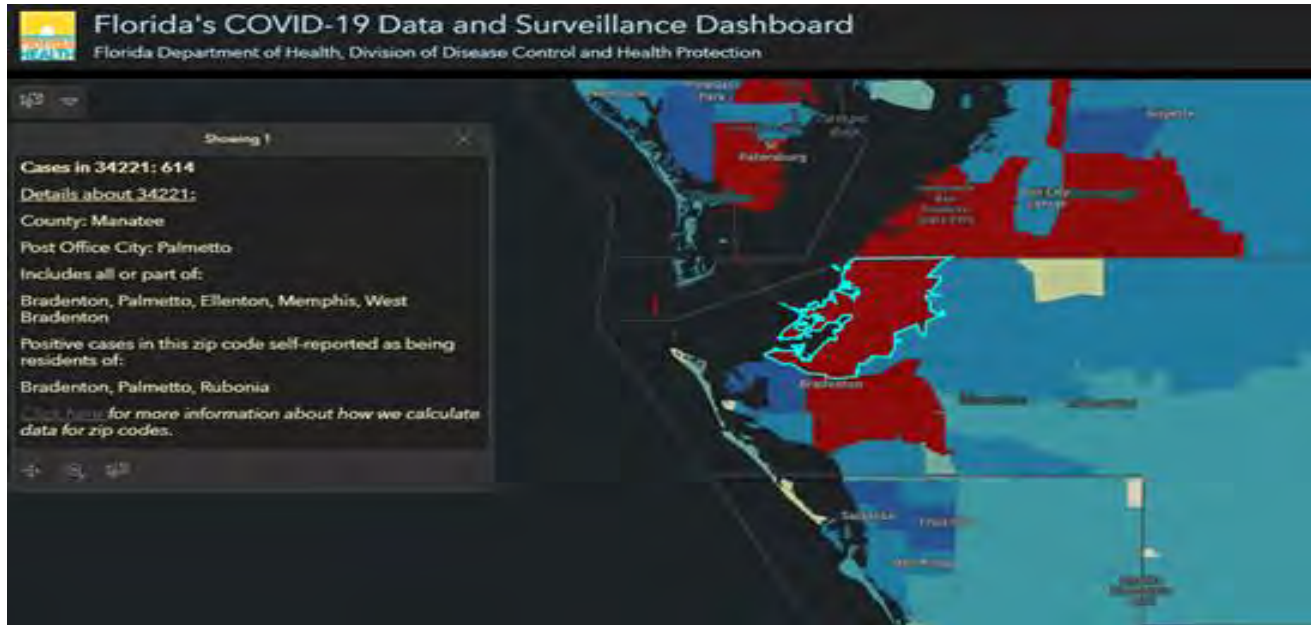 Florida's COVID-19 Data and Surveillance Dashboard
Florida Department of Health, Division of Disease Control and Health Protection
Showing 1
Cases in 34221: 614
Details about 34221:
County: Manatee
Post Office City: Palmetto
Includes all or part of:
Bradenton, Palmetto, Ellenton, Memphis, West
Bradenton
Positive cases in this zip code self-reported as being
residents of:
Bradenton, Palmetto, Rubonia
Click here for more information about how we calculate
data for zip codes.
Park
Petersburg
City
Center
Bradenton
Sarasota